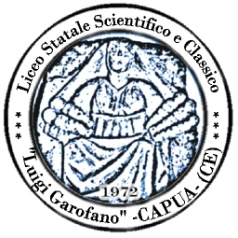 Liceo Statale Scientifico e Classico
*** ***
1972
"Luigi Garofano" -CAPUA- (CE)